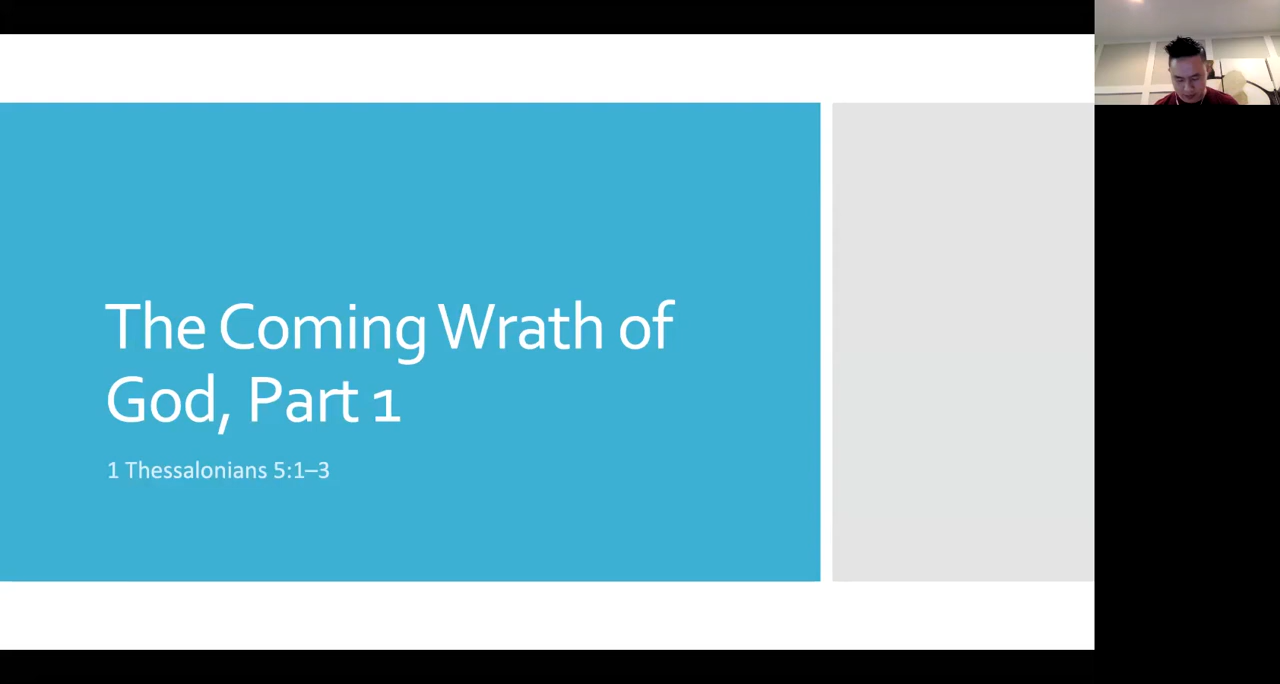 The Coming Wrath of
God, Part 1
1 Thessalonians 5:1–3